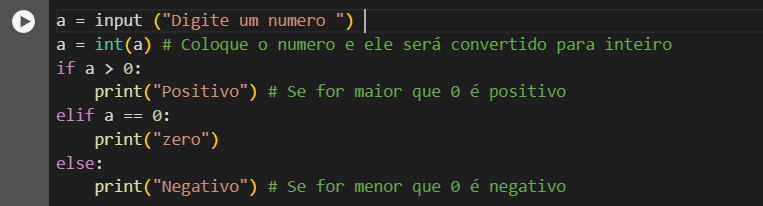 a = input ("Digite um numero ")
a = int(a) # Coloque o numero e ele será convertido para inteiro
if a > 0:
    print("Positivo") # Se for maior que 0 é positivo
elif a == 0:
    print("zero")
else:
    print("Negativo") # Se for menor que 0 é negativo